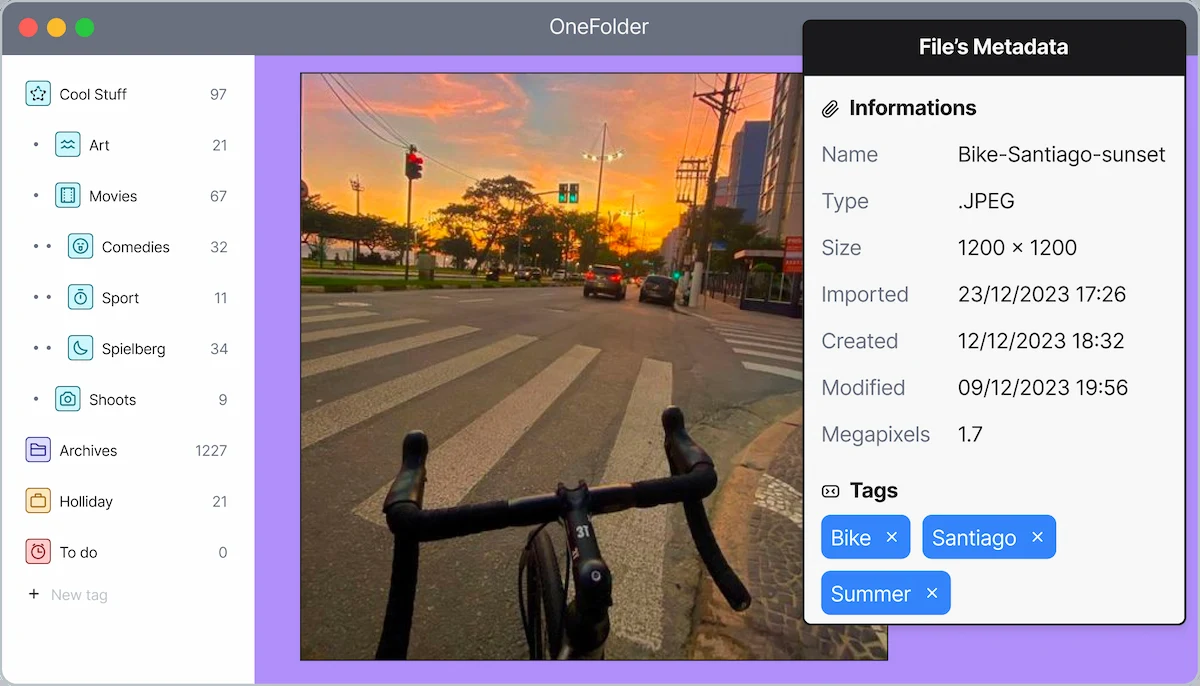 OneFolder
Cool Stuff 97
Art 21
Movies 67
Comedies 32
Sport 11
Spielberg 34
Shoots 9
Archives 1227
Holliday 21
To do 0
+ New tag
File's Metadata
Informations
Name Bike-Santiago-sunset
Type .JPEG
Size 1200 × 1200
Imported 23/12/2023 17:26
Created 12/12/2023 18:32
Modified 09/12/2023 19:56
Megapixels 1.7
Tags
Bike ×
Santiago ×
Summer ×